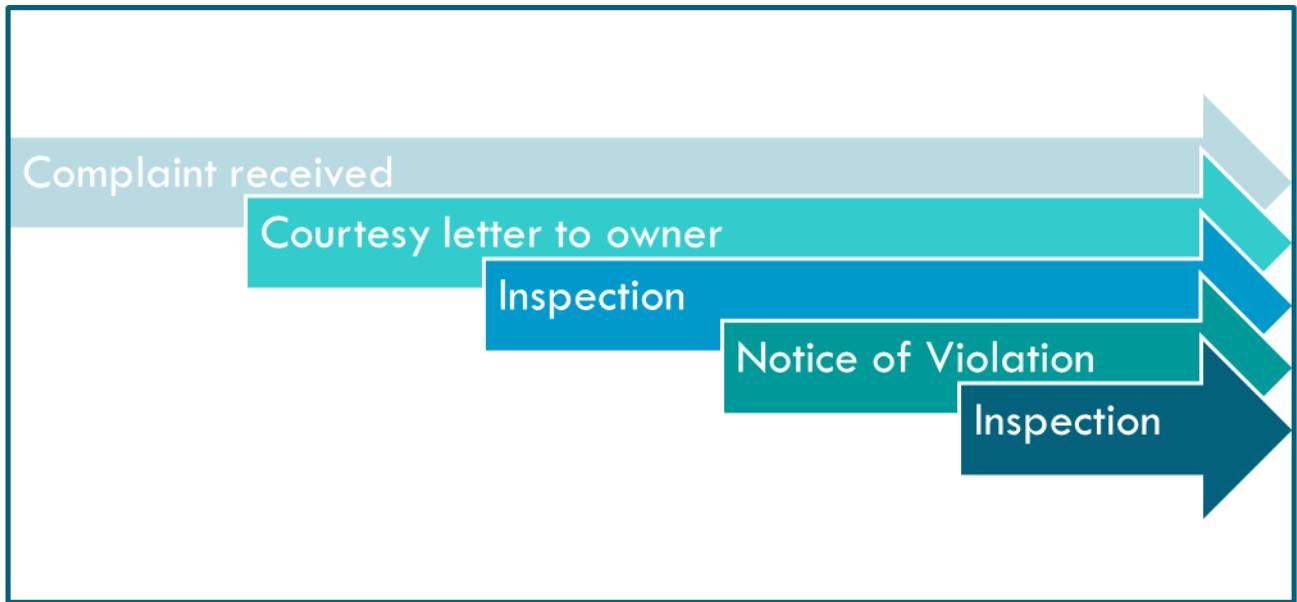 Complaint received
Courtesy letter to owner
Inspection
Notice of Violation
Inspection